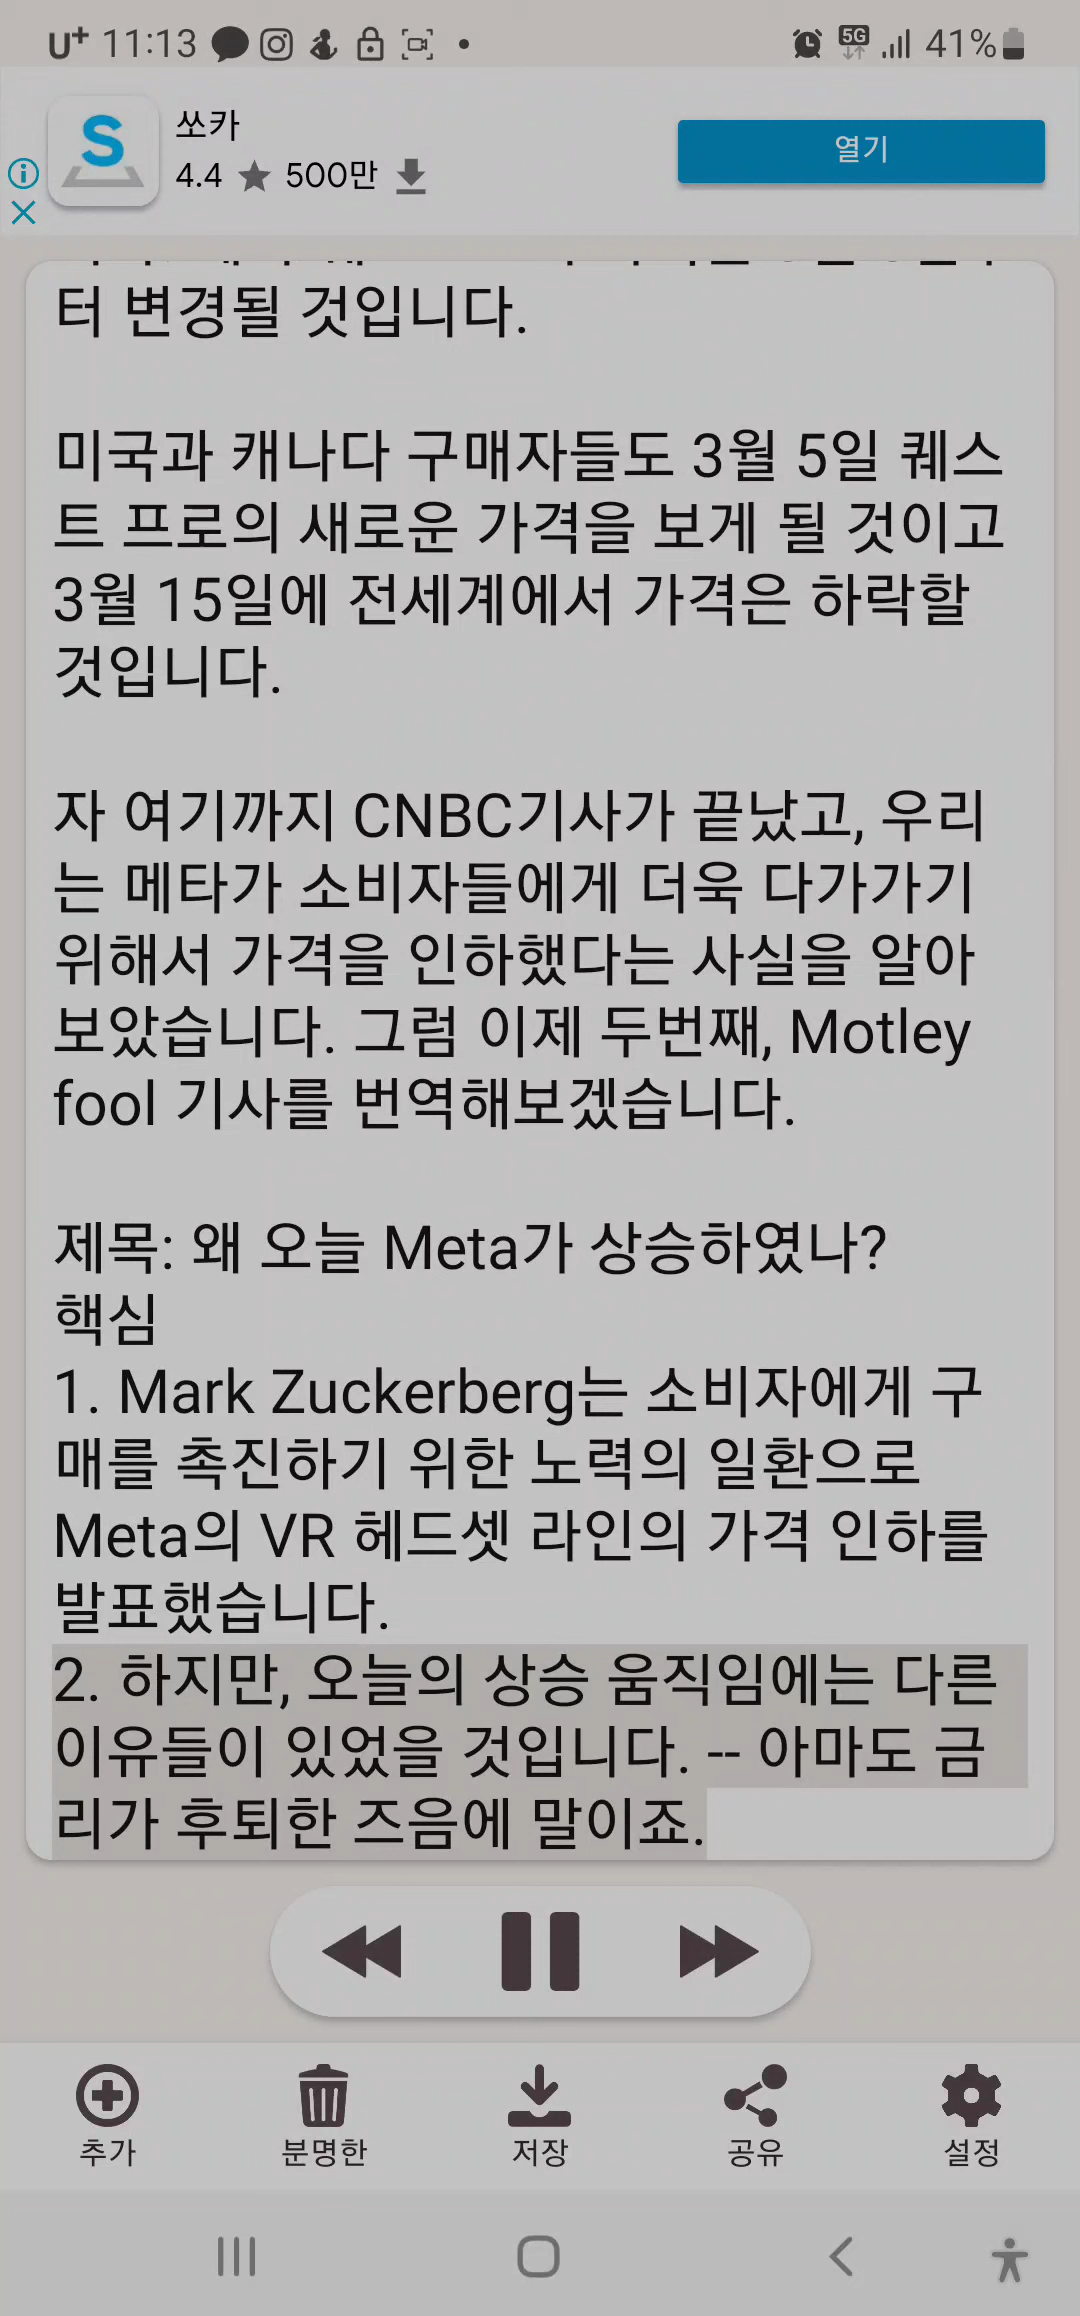 U+ 11:13 5G 41%
쏘카
4.4 ★ 500만
열기
터 변경될 것입니다.
미국과 캐나다 구매자들도 3월 5일 퀘스
트 프로의 새로운 가격을 보게 될 것이고
3월 15일에 전세계에서 가격은 하락할
것입니다.
자 여기까지 CNBC기사가 끝났고, 우리
는 메타가 소비자들에게 더욱 다가가기
위해서 가격을 인하했다는 사실을 알아
보았습니다. 그럼 이제 두번째, Motley
fool 기사를 번역해보겠습니다.
제목: 왜 오늘 Meta가 상승하였나?
핵심
1. Mark Zuckerberg는 소비자에게 구
매를 촉진하기 위한 노력의 일환으로
Meta의 VR 헤드셋 라인의 가격 인하를
발표했습니다.
2. 하지만, 오늘의 상승 움직임에는 다른
이유들이 있었을 것입니다. -- 아마도 금
리가 후퇴한 즈음에 말이죠.
추가 분명한 저장 공유 설정